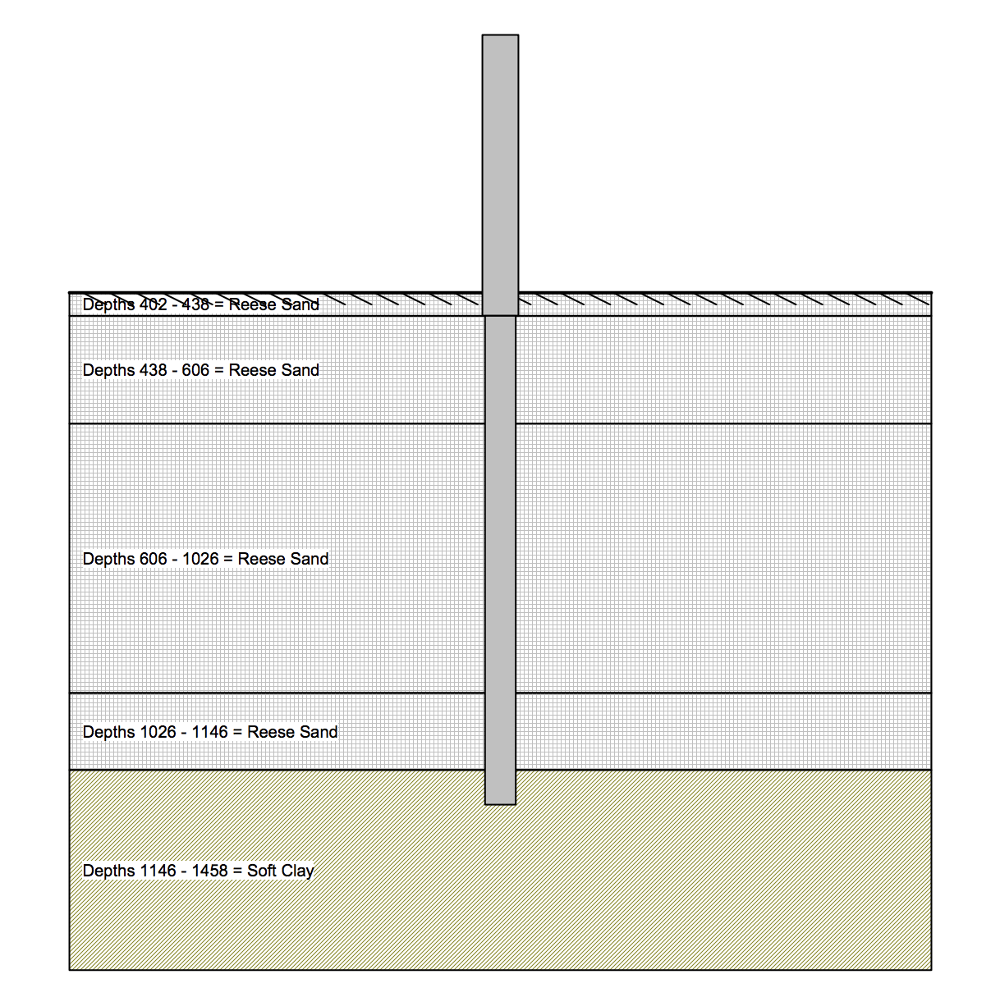 Depths 402 - 438 = Reese Sand
Depths 438 - 606 = Reese Sand
Depths 606 - 1026 = Reese Sand
Depths 1026 - 1146 = Reese Sand
Depths 1146 - 1458 = Soft Clay